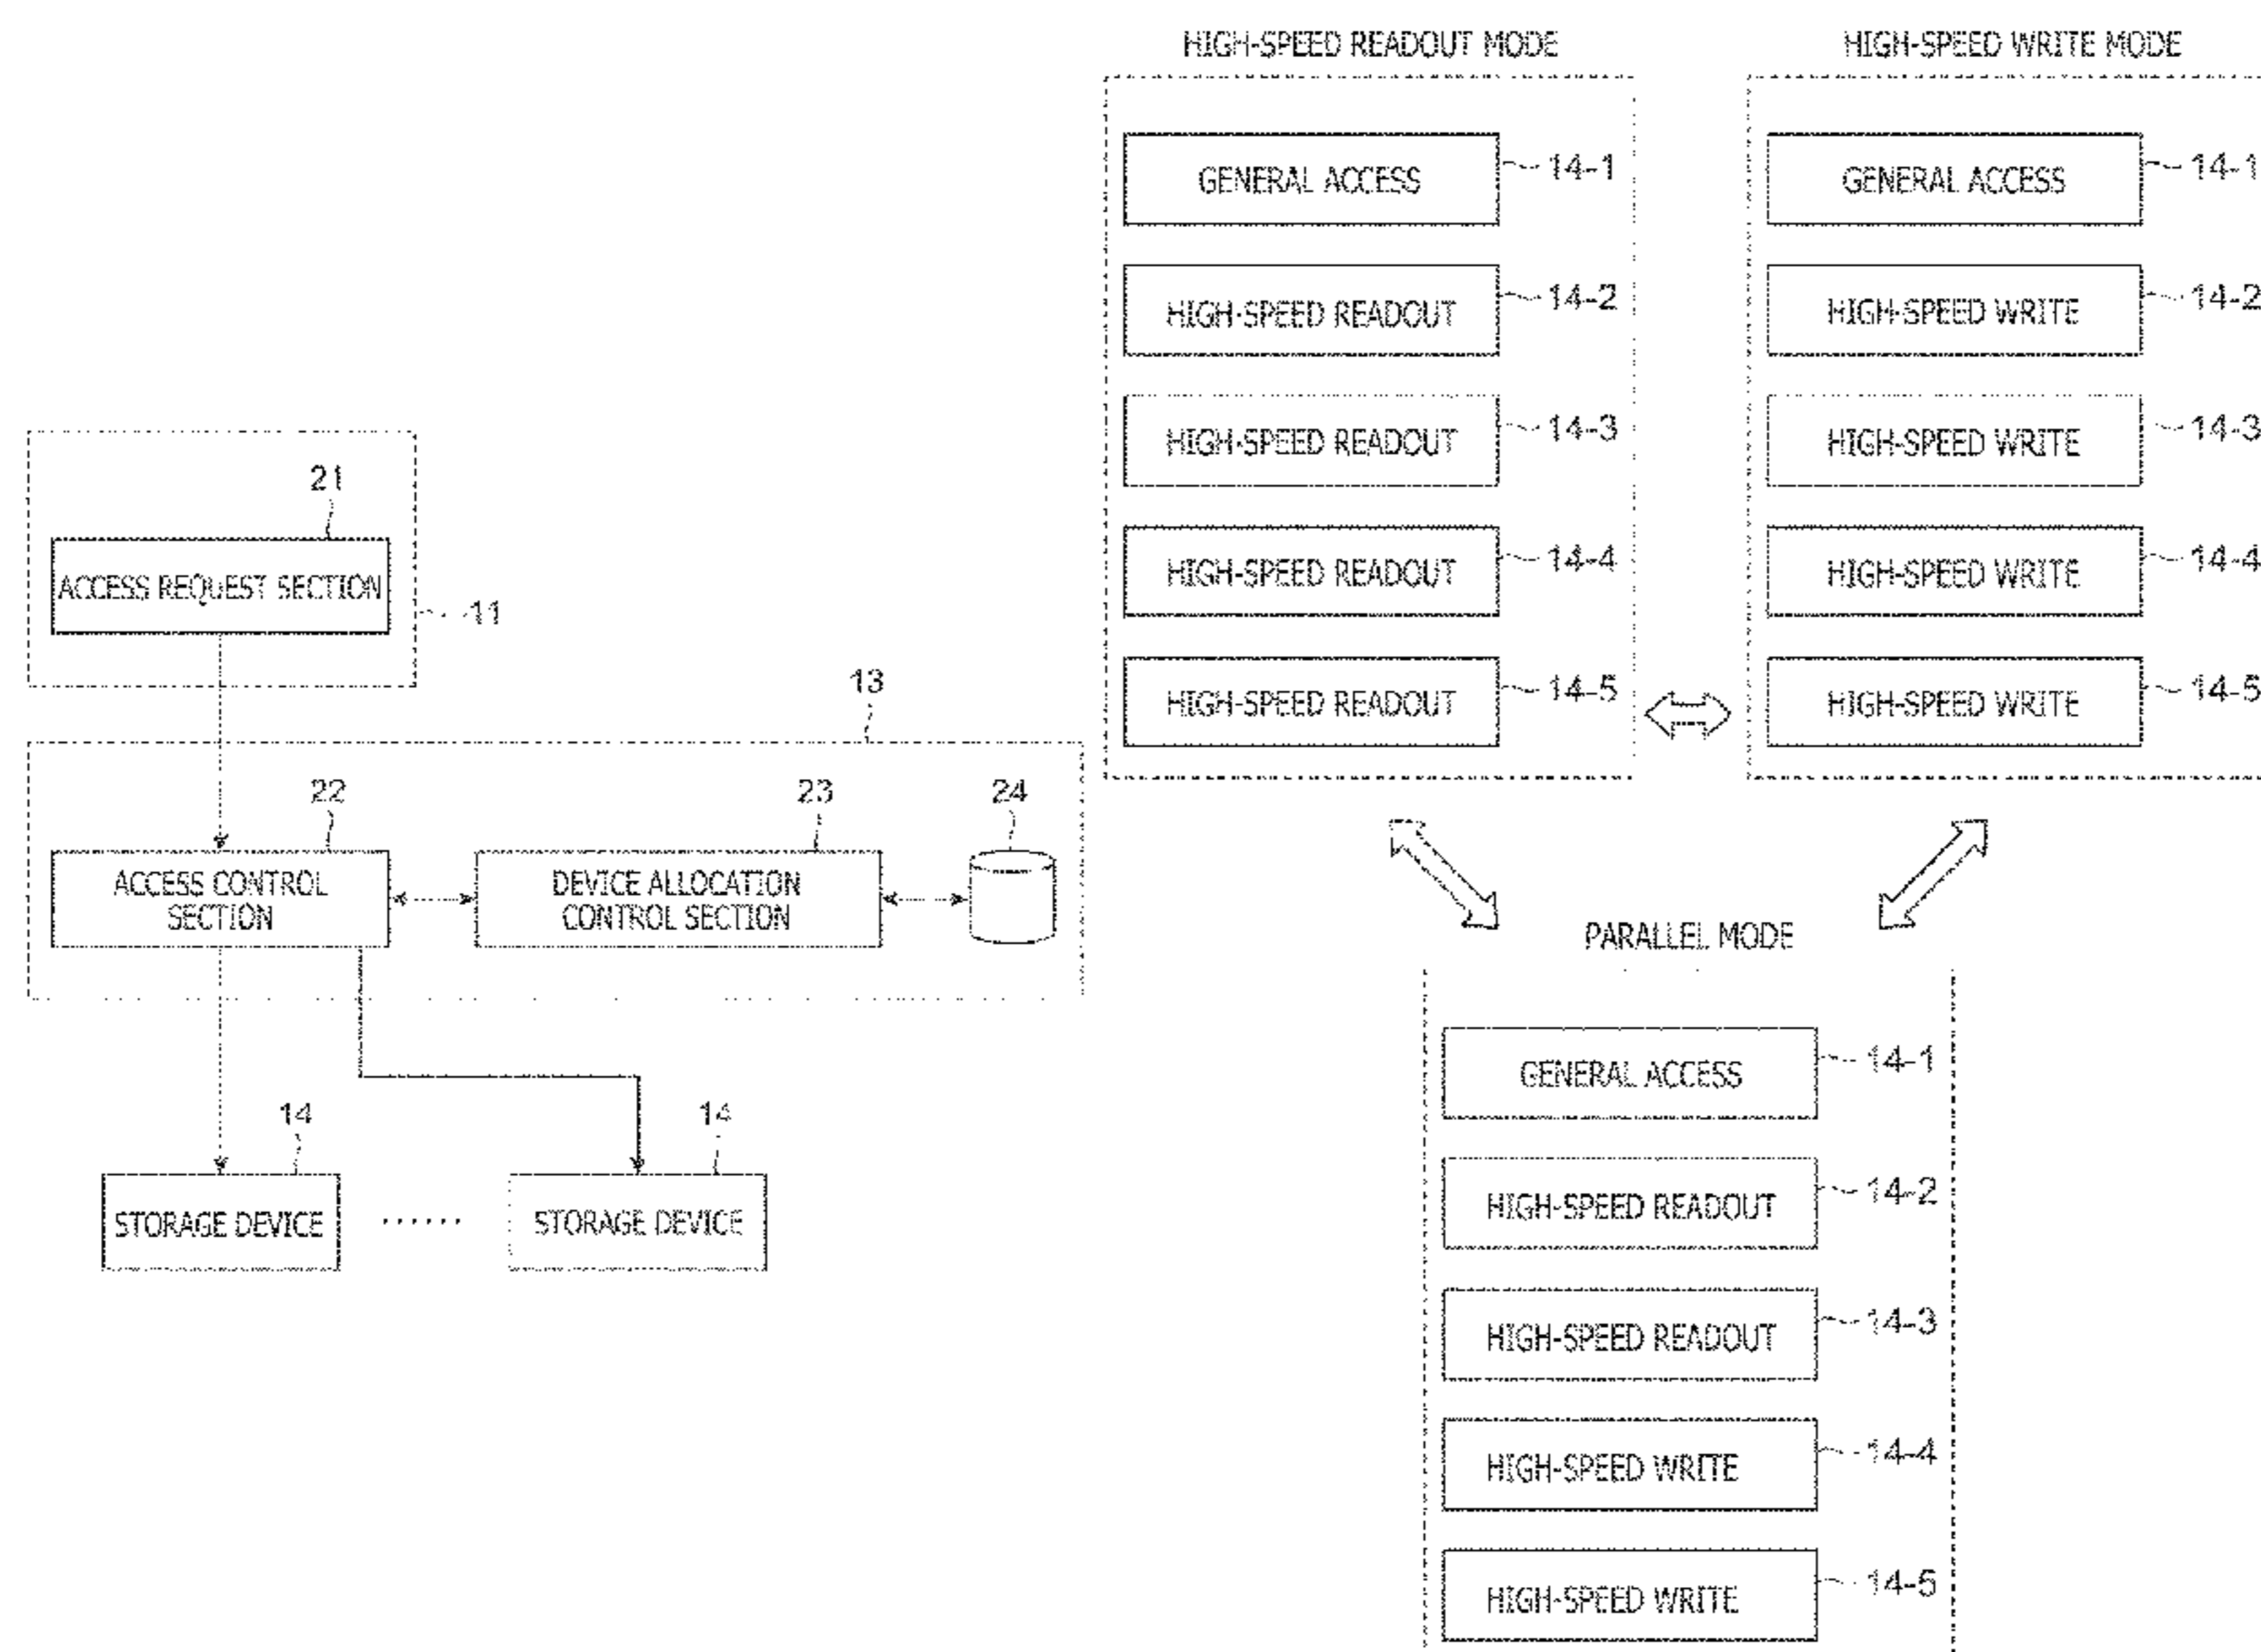 21
ACCESS REQUEST SECTION
11
13
22
23
24
ACCESS CONTROL
SECTION
DEVICE ALLOCATION
CONTROL SECTION
14
14
STORAGE DEVICE
......
STORAGE DEVICE
HIGH-SPEED READOUT MODE
GENERAL ACCESS
14-1
HIGH-SPEED READOUT
14-2
HIGH-SPEED READOUT
14-3
HIGH-SPEED READOUT
14-4
HIGH-SPEED READOUT
14-5
HIGH-SPEED WRITE MODE
GENERAL ACCESS
14-1
HIGH-SPEED WRITE
14-2
HIGH-SPEED WRITE
14-3
HIGH-SPEED WRITE
14-4
HIGH-SPEED WRITE
14-5
PARALLEL MODE
GENERAL ACCESS
14-1
HIGH-SPEED READOUT
14-2
HIGH-SPEED READOUT
14-3
HIGH-SPEED WRITE
14-4
HIGH-SPEED WRITE
14-5